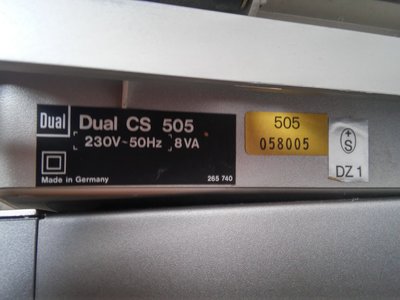 Dual
Dual CS 505
230V~50Hz 8VA
Made in Germany
265 740
505
058005
+
S
DZ 1